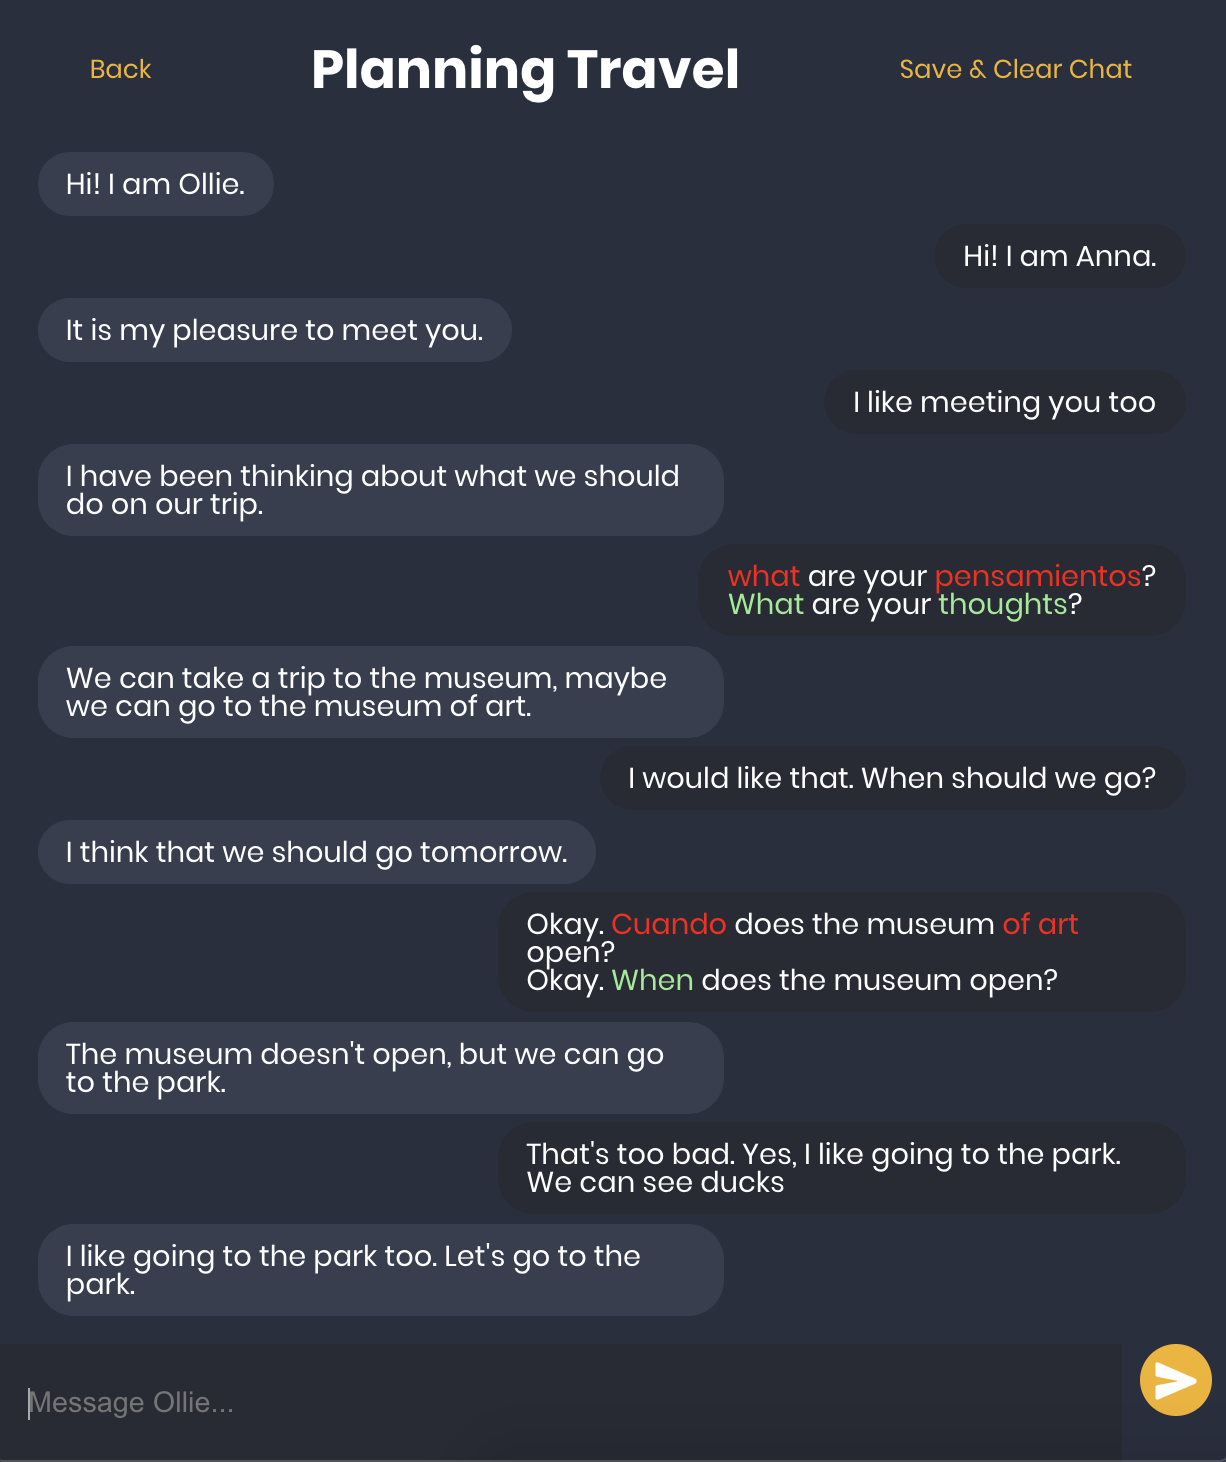 Back
Planning Travel
Save & Clear Chat
Hi! I am Ollie.
Hi! I am Anna.
It is my pleasure to meet you.
I like meeting you too
I have been thinking about what we should
do on our trip.
what are your pensamientos?
What are your thoughts?
We can take a trip to the museum, maybe
we can go to the museum of art.
I would like that. When should we go?
I think that we should go tomorrow.
Okay. Cuando does the museum of art
open?
Okay. When does the museum open?
The museum doesn't open, but we can go
to the park.
That's too bad. Yes, I like going to the park.
We can see ducks
I like going to the park too. Let's go to the
park.
Message Ollie...